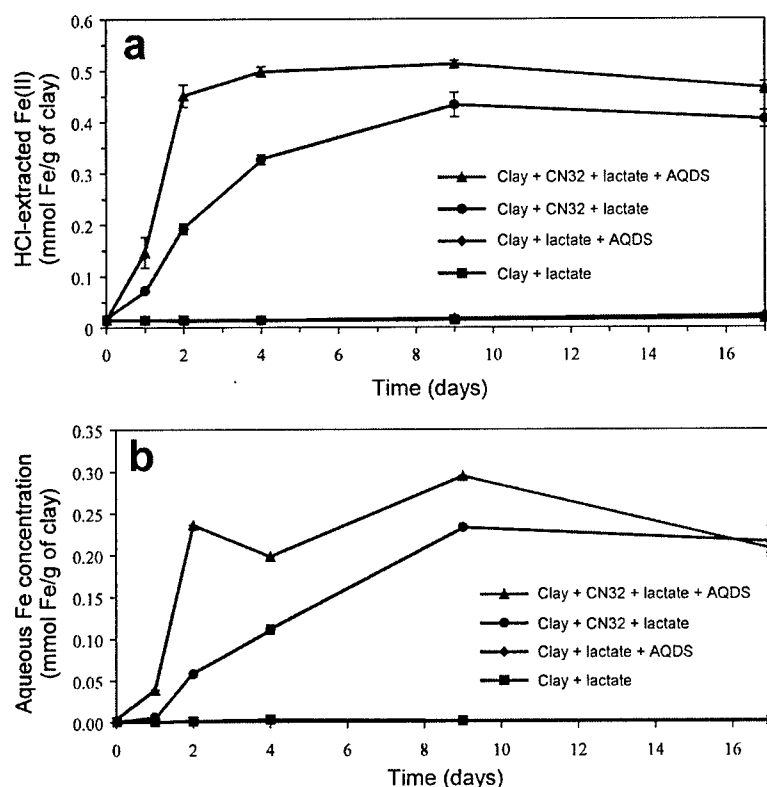 a
HCl-extracted Fe(II)
(mmol Fe/g of clay)
0.6
0.5
0.4
0.3
0.2
0.1
0
Clay + CN32 + lactate + AQDS
Clay + CN32 + lactate
Clay + lactate + AQDS
Clay + lactate
0 2 4 6 8 10 12 14 16
Time (days)
b
Aqueous Fe concentration
(mmol Fe/g of clay)
0.35
0.30
0.25
0.20
0.15
0.10
0.05
0.00
Clay + CN32 + lactate + AQDS
Clay + CN32 + lactate
Clay + lactate + AQDS
Clay + lactate
0 2 4 6 8 10 12 14 16
Time (days)